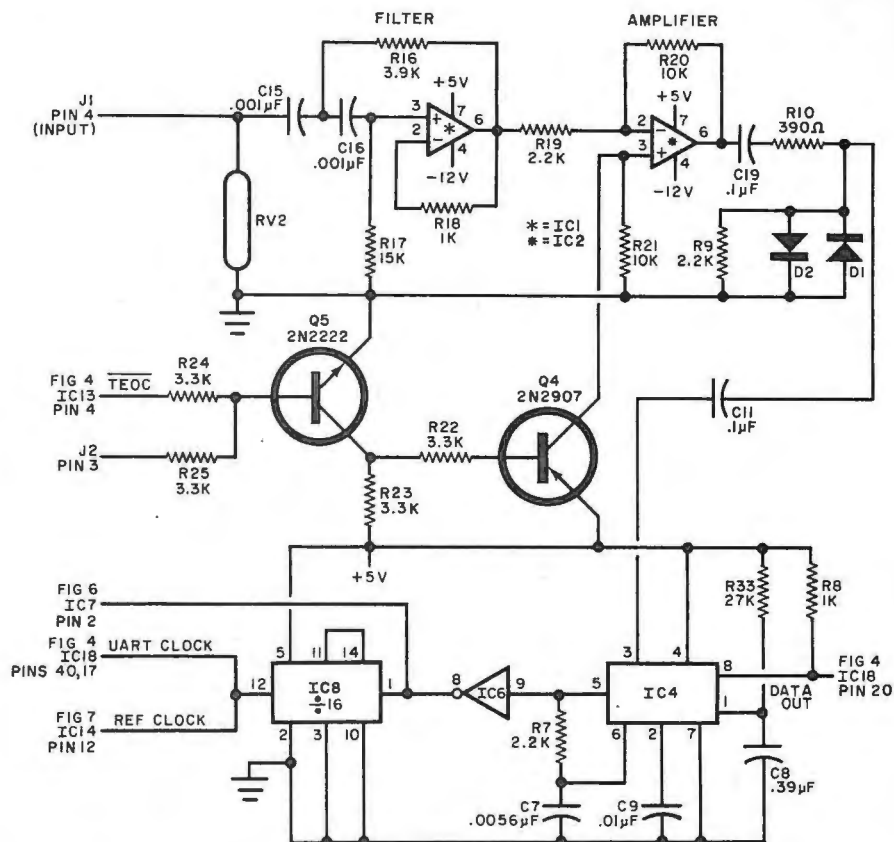 FILTER
AMPLIFIER
R16
3.9K
R20
10K
C15
.001µF
+5V
+5V
J1
PIN 4
(INPUT)
3
7
6
2
*
4
-12V
C16
.001µF
R19
2.2K
2
7
6
3
*
4
-12V
R10
390Ω
C19
.1µF
RV2
R18
1K
R17
15K
*=IC1
*=IC2
R21
10K
R9
2.2K
D2
D1
Q5
2N2222
R24
3.3K
FIG 4
IC13
PIN 4
TEOC
Q4
2N2907
C11
.1µF
J2
PIN 3
R25
3.3K
R22
3.3K
R23
3.3K
+5V
FIG 6
IC7
PIN 2
R33
27K
R8
1K
FIG 4
IC18
PINS 40,17
UART CLOCK
5
11
14
12
IC8
÷16
1
2
3
10
8
IC6
9
3
4
5
IC4
8
1
6
2
7
DATA
OUT
FIG 4
IC18
PIN 20
FIG 7
IC14
PIN 12
REF CLOCK
R7
2.2K
C7
.0056µF
C9
.01µF
C8
.39µF